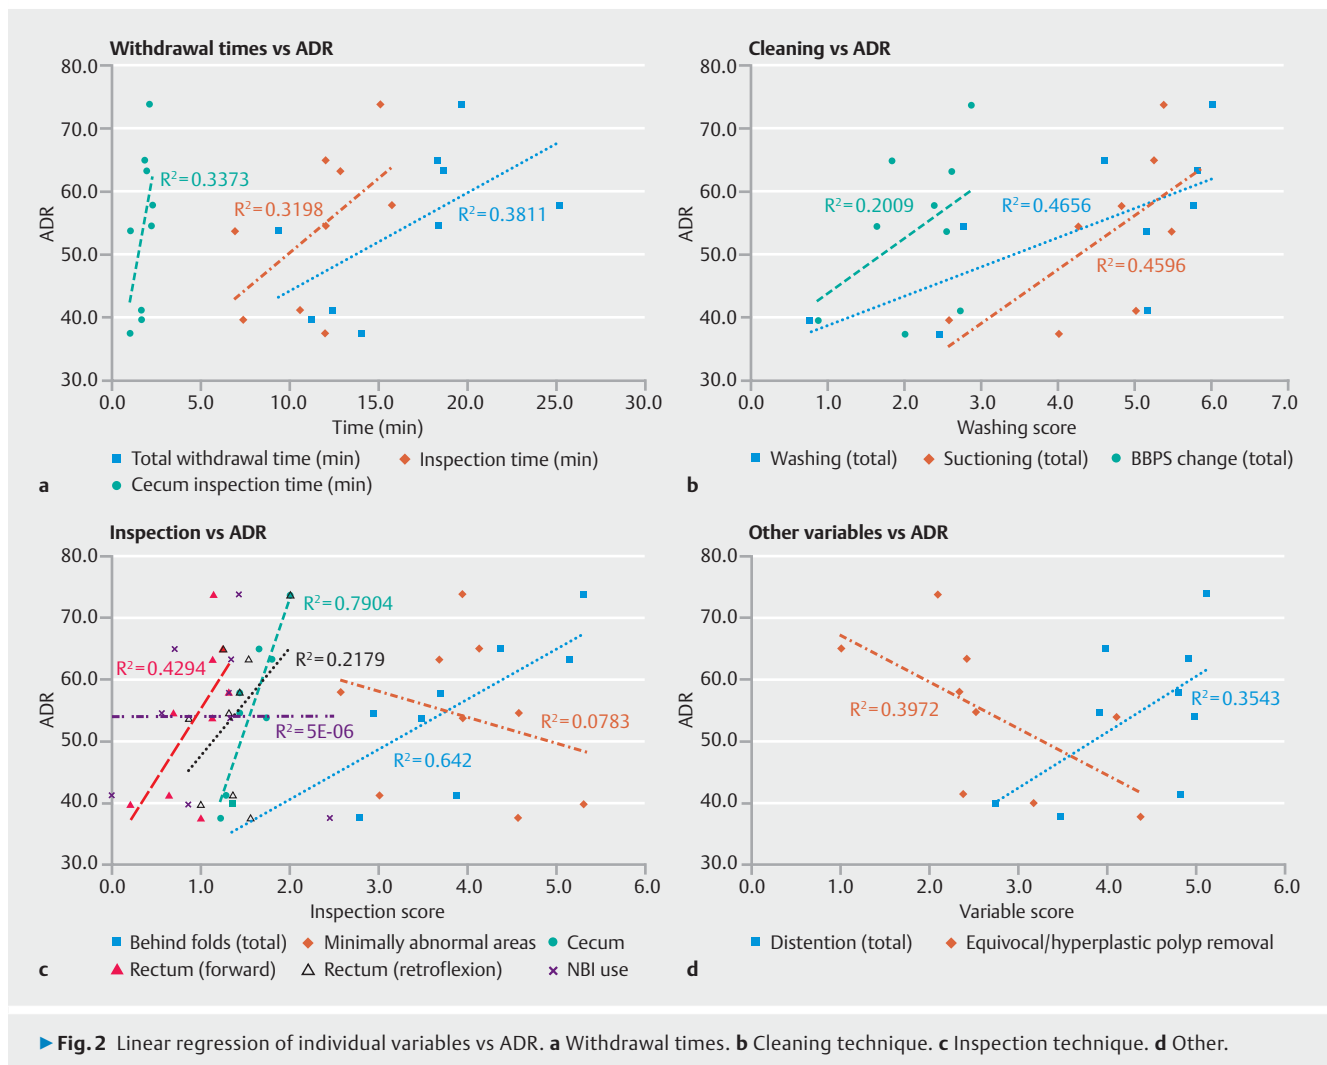 Withdrawal times vs ADR
80.0
70.0
60.0
50.0
40.0
30.0
ADR
R²=0.3373
R²=0.3198
R²=0.3811
0.0 5.0 10.0 15.0 20.0 25.0 30.0
Time (min)
Total withdrawal time (min) Inspection time (min)
Cecum inspection time (min)
a
Cleaning vs ADR
80.0
70.0
60.0
50.0
40.0
30.0
ADR
R²=0.2009
R²=0.4656
R²=0.4596
0.0 1.0 2.0 3.0 4.0 5.0 6.0 7.0
Washing score
Washing (total) Suctioning (total) BBPS change (total)
b
Inspection vs ADR
80.0
70.0
60.0
50.0
40.0
30.0
ADR
R²=0.7904
R²=0.4294
R²=0.2179
R²=5E-06
R²=0.0783
R²=0.642
0.0 1.0 2.0 3.0 4.0 5.0 6.0
Inspection score
Behind folds (total) Minimally abnormal areas Cecum
Rectum (forward) Rectum (retroflexion) NBI use
c
Other variables vs ADR
80.0
70.0
60.0
50.0
40.0
30.0
ADR
R²=0.3972
R²=0.3543
1.0 2.0 3.0 4.0 5.0 6.0
Variable score
Distention (total) Equivocal/hyperplastic polyp removal
d
▶ Fig. 2 Linear regression of individual variables vs ADR. a Withdrawal times. b Cleaning technique. c Inspection technique. d Other.